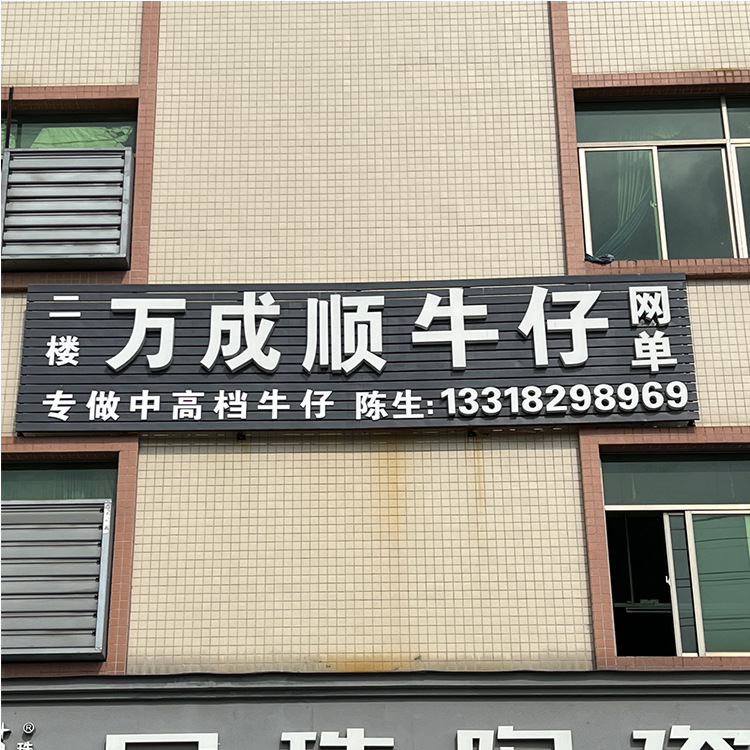 二楼 万成顺牛仔 网单
专做中高档牛仔 陈生:13318298969
®
珠